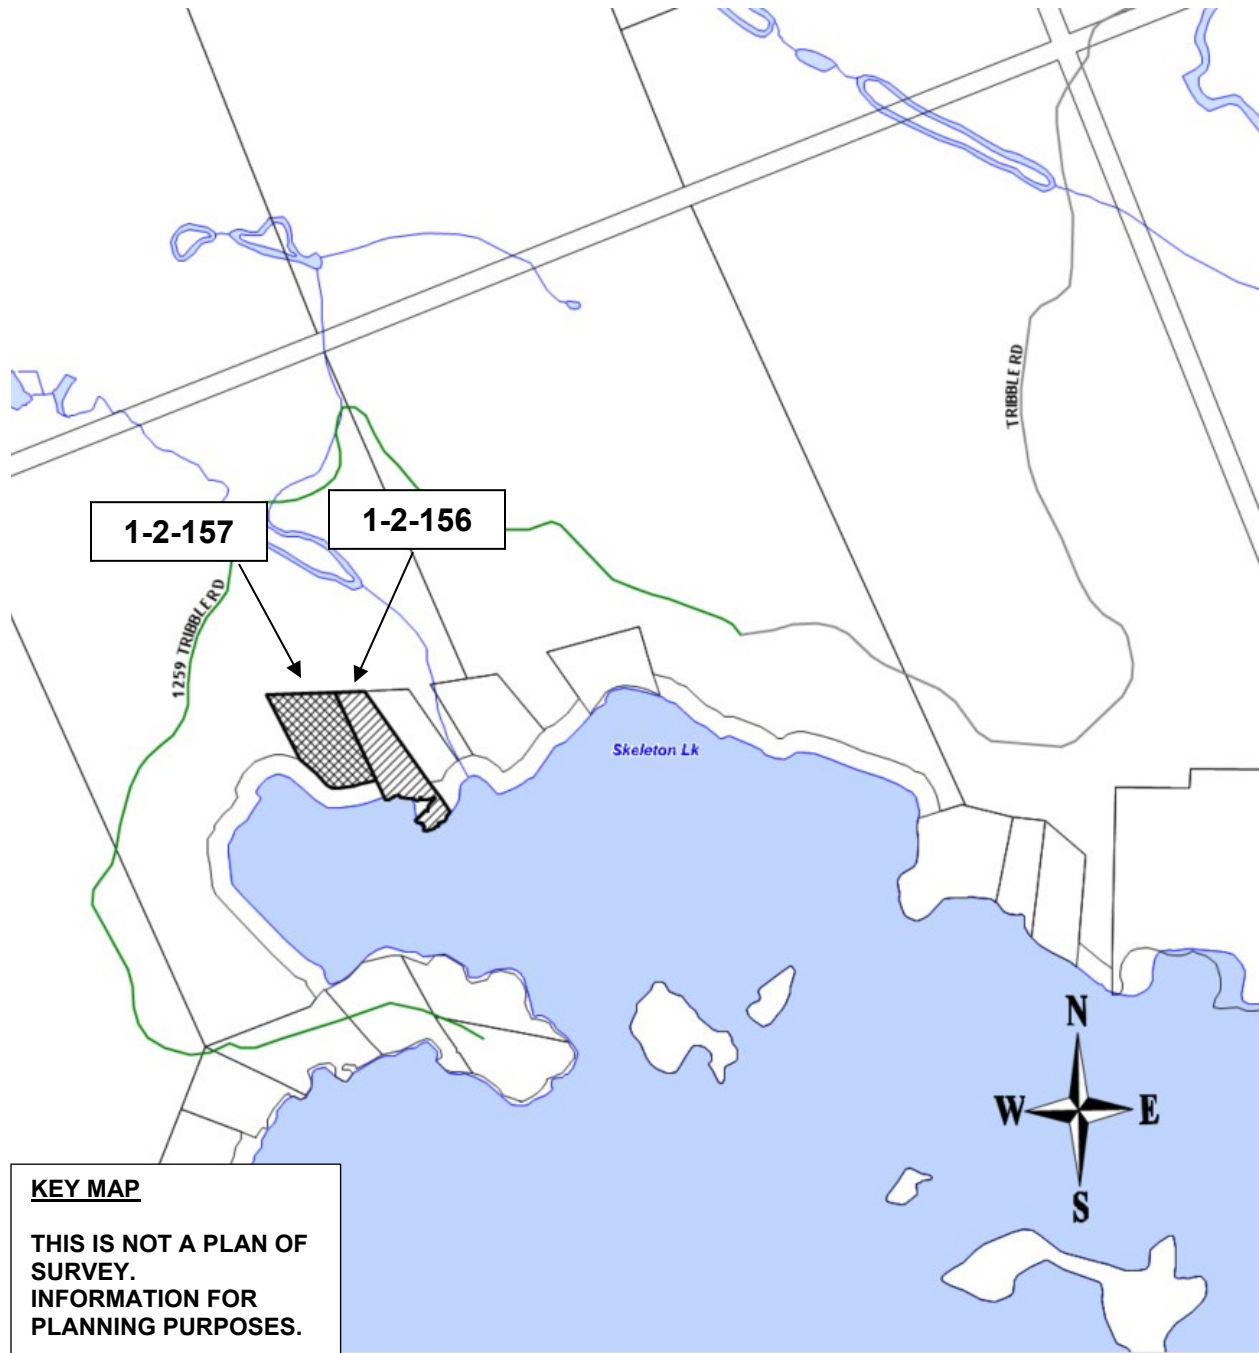 TRIBBLE RD
1-2-157
1-2-156
1259 TRIBBLE RD
Skeleton Lk
N
W E
S
KEY MAP
THIS IS NOT A PLAN OF
SURVEY.
INFORMATION FOR
PLANNING PURPOSES.